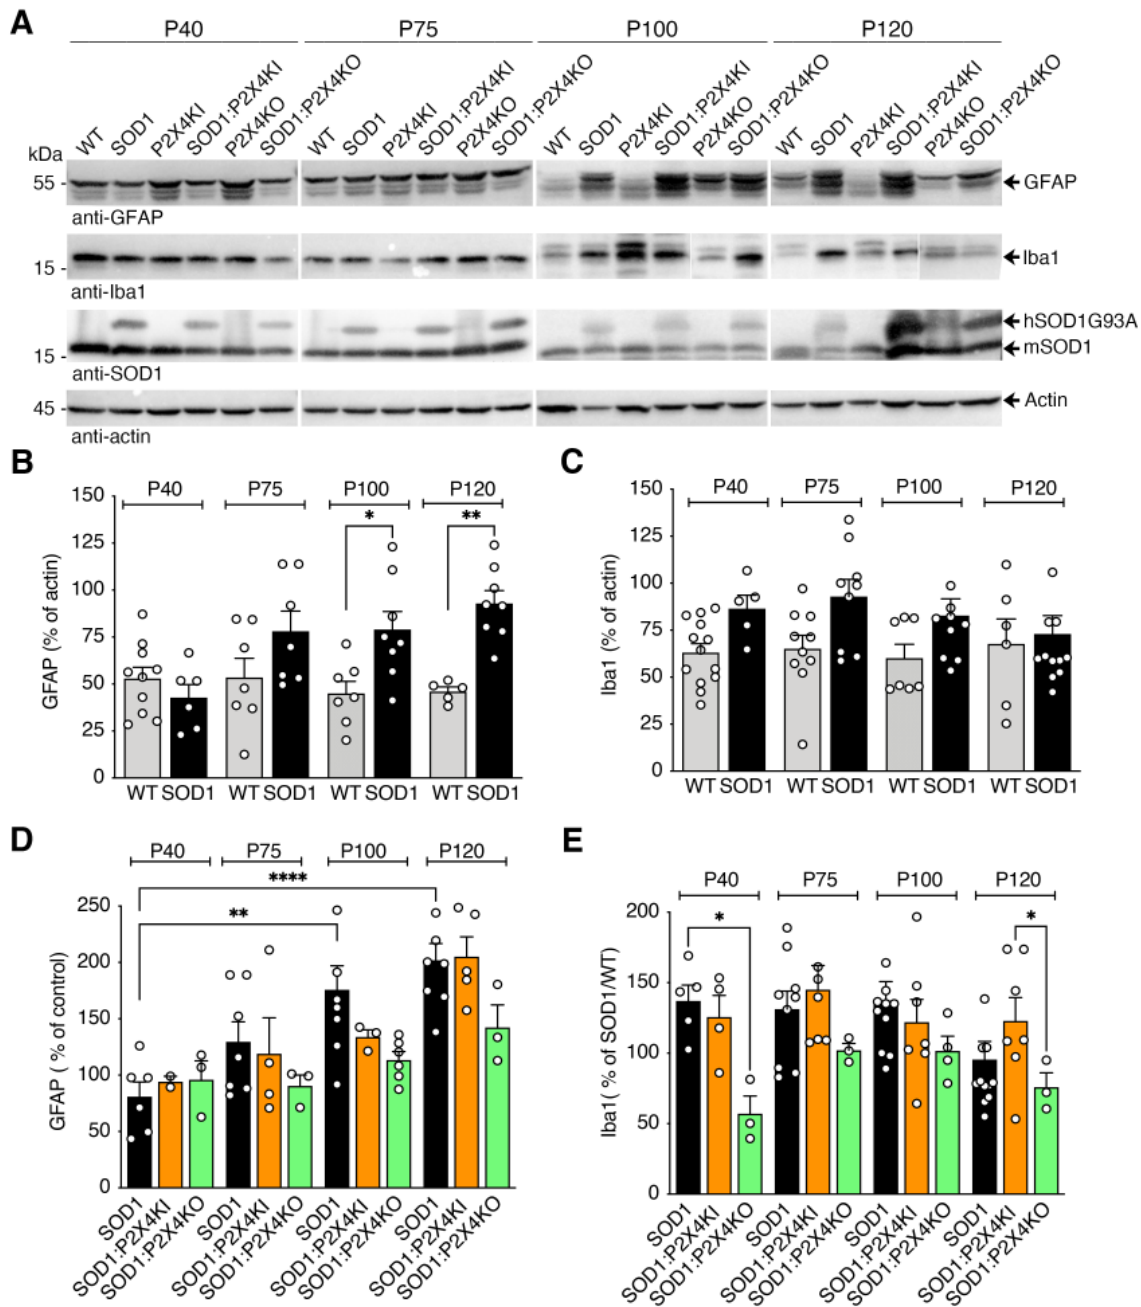 A
P40 P75 P100 P120
WT SOD1 P2X4KI SOD1:P2X4KI P2X4KO SOD1:P2X4KO WT SOD1 P2X4KI SOD1:P2X4KI P2X4KO SOD1:P2X4KO WT SOD1 P2X4KI SOD1:P2X4KI P2X4KO SOD1:P2X4KO WT SOD1 P2X4KI SOD1:P2X4KI P2X4KO SOD1:P2X4KO
kDa
55 - GFAP
anti-GFAP
15 - Iba1
anti-Iba1
hSOD1G93A
15 - mSOD1
anti-SOD1
45 - Actin
anti-actin
B
P40 P75 P100 P120
* **
GFAP (% of actin)
150
125
100
75
50
25
0
WT SOD1 WT SOD1 WT SOD1 WT SOD1
C
P40 P75 P100 P120
Iba1 (% of actin)
150
125
100
75
50
25
0
WT SOD1 WT SOD1 WT SOD1 WT SOD1
D
P40 P75 P100 P120
****
**
GFAP ( % of control)
250
200
150
100
50
0
SOD1 SOD1:P2X4KI SOD1:P2X4KO SOD1 SOD1:P2X4KI SOD1:P2X4KO SOD1 SOD1:P2X4KI SOD1:P2X4KO SOD1 SOD1:P2X4KI SOD1:P2X4KO
E
P40 P75 P100 P120
* *
Iba1( % of SOD1/WT)
200
150
100
50
0
SOD1 SOD1:P2X4KI SOD1:P2X4KO SOD1 SOD1:P2X4KI SOD1:P2X4KO SOD1 SOD1:P2X4KI SOD1:P2X4KO SOD1 SOD1:P2X4KI SOD1:P2X4KO